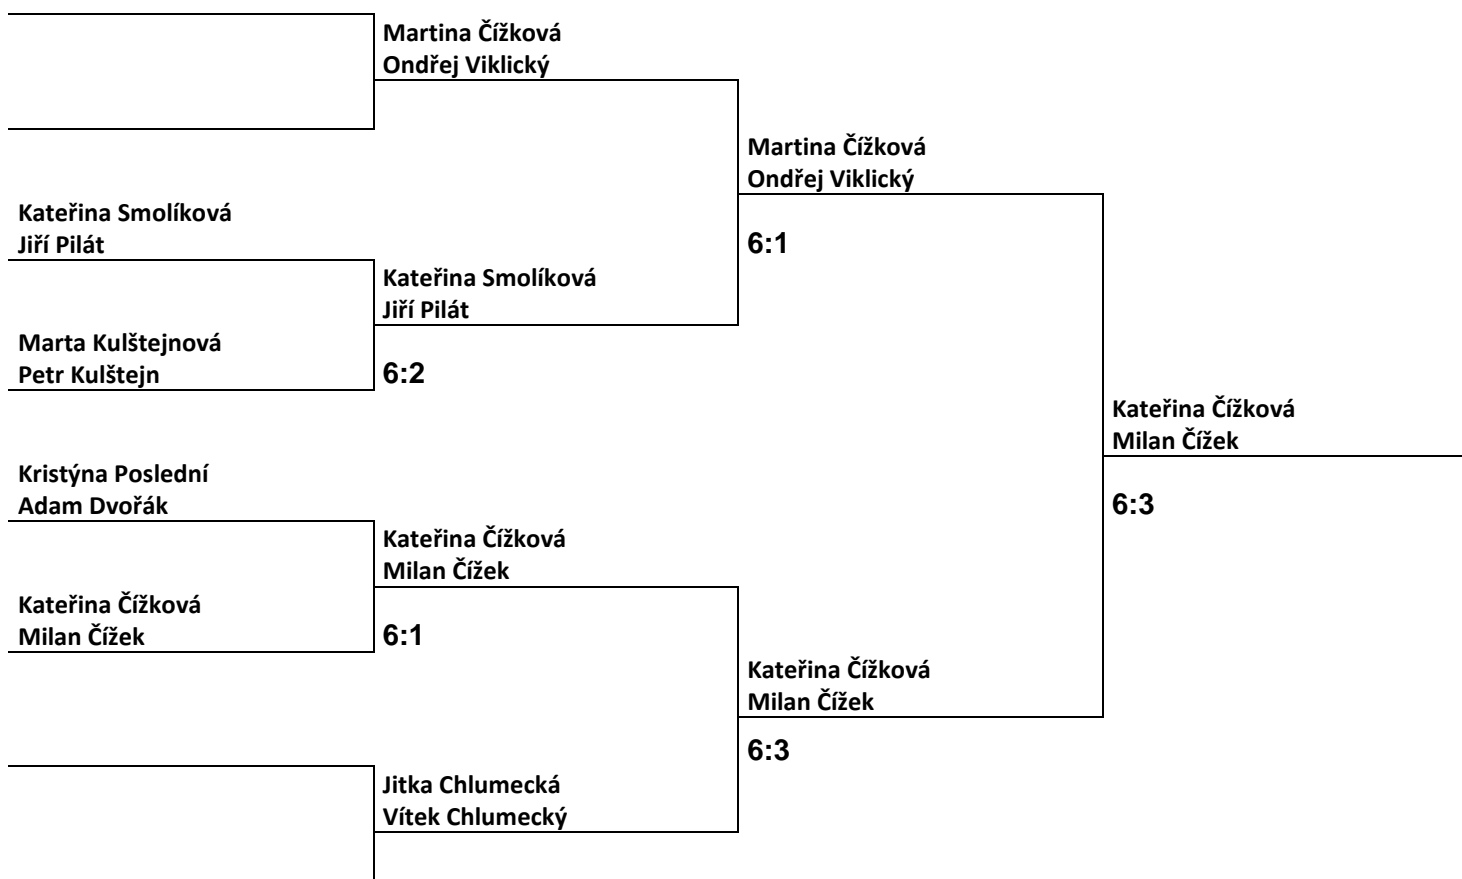 Martina Čížková
Ondřej Viklický
Martina Čížková
Ondřej Viklický
6:1
Kateřina Smolíková
Jiří Pilát
Kateřina Smolíková
Jiří Pilát
6:2
Marta Kulštejnová
Petr Kulštejn
Kateřina Čížková
Milan Čížek
6:3
Kristýna Poslední
Adam Dvořák
Kateřina Čížková
Milan Čížek
6:1
Kateřina Čížková
Milan Čížek
Kateřina Čížková
Milan Čížek
6:3
Jitka Chlumecká
Vítek Chlumecký